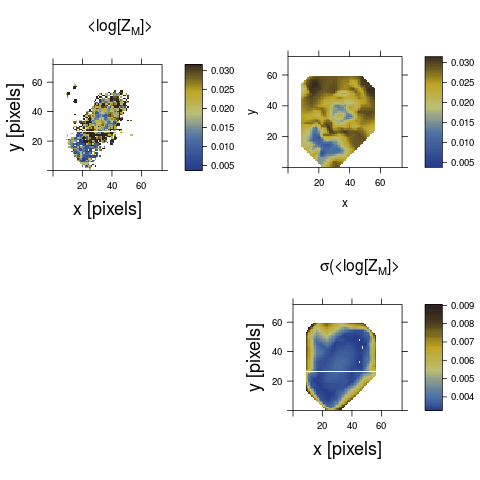 <log[Z_M]>
y [pixels]
60
40
20
20 40 60
x [pixels]
0.030
0.025
0.020
0.015
0.010
0.005
y
60
40
20
20 40 60
x
0.030
0.025
0.020
0.015
0.010
0.005
σ(<log[Z_M]>
y [pixels]
60
40
20
20 40 60
x [pixels]
0.009
0.008
0.007
0.006
0.005
0.004